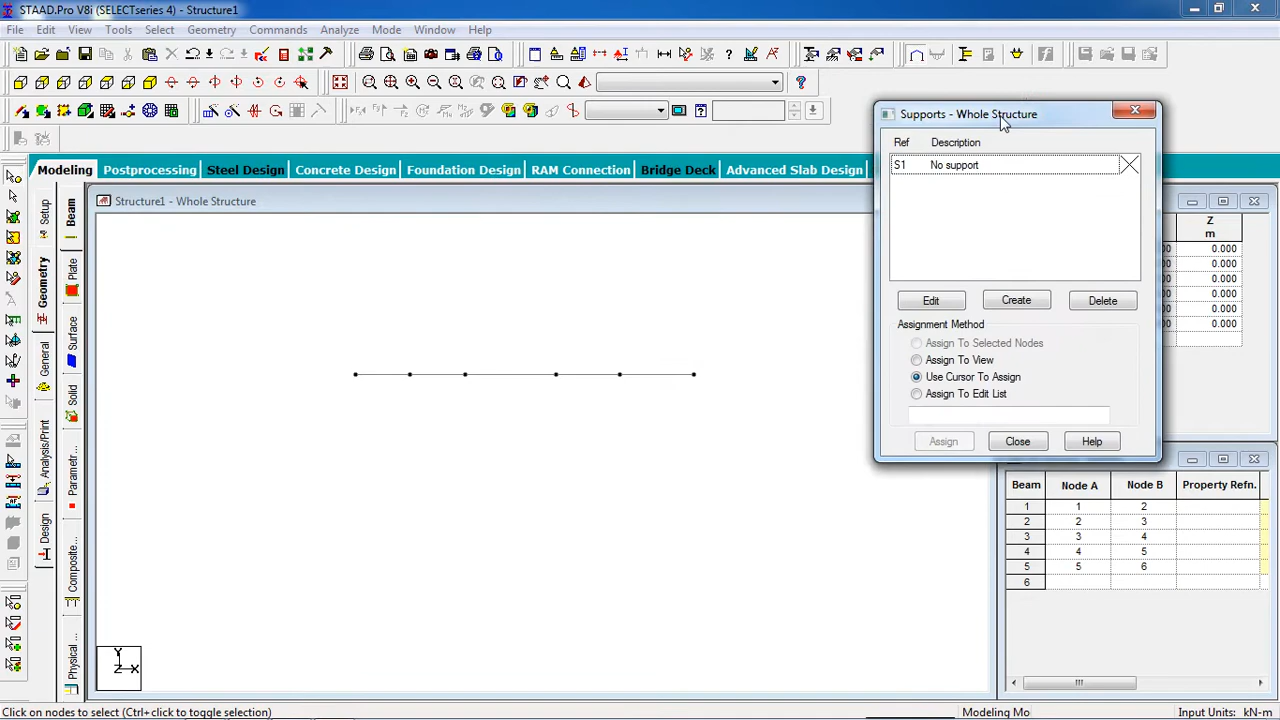 STAAD.Pro V8i (SELECTseries 4) - Structure1
File Edit View Tools Select Geometry Commands Analyze Mode Window Help
Modeling Postprocessing Steel Design Concrete Design Foundation Design RAM Connection Bridge Deck Advanced Slab Design
Structure1 - Whole Structure
Setup
Geometry
General
Analysis/Print
Design
Beam
Plate
Surface
Solid
Parametr...
Composite...
Physical ...
Supports - Whole Structure
Ref Description
S1 No support
Edit Create Delete
Assignment Method
Assign To Selected Nodes
Assign To View
Use Cursor To Assign
Assign To Edit List
Assign Close Help
Z
m
00 0.000
00 0.000
00 0.000
00 0.000
00 0.000
0.000
Beam Node A Node B Property Refn.
1 1 2
2 2 3
3 3 4
4 4 5
5 5 6
6
Y
Z X
Click on nodes to select (Ctrl+click to toggle selection) Modeling Mo Input Units: kN-m